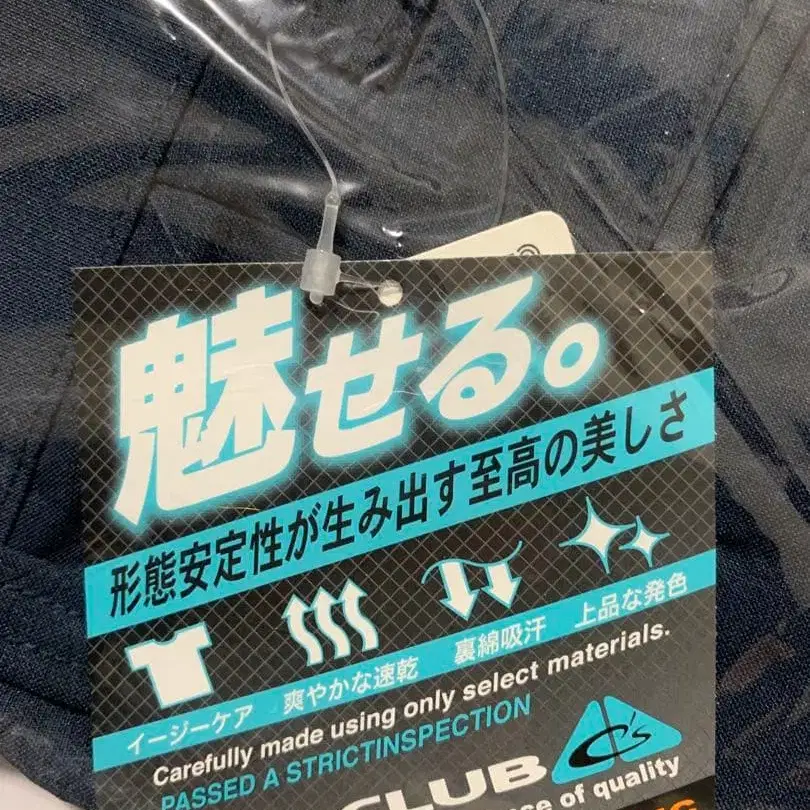 魅せる。
形態安定性が生み出す至高の美しさ
イージーケア 爽やかな速乾 裏綿吸汗 上品な発色
Carefully made using only select materials.
PASSED A STRICTINSPECTION
CLUB C's
of quality